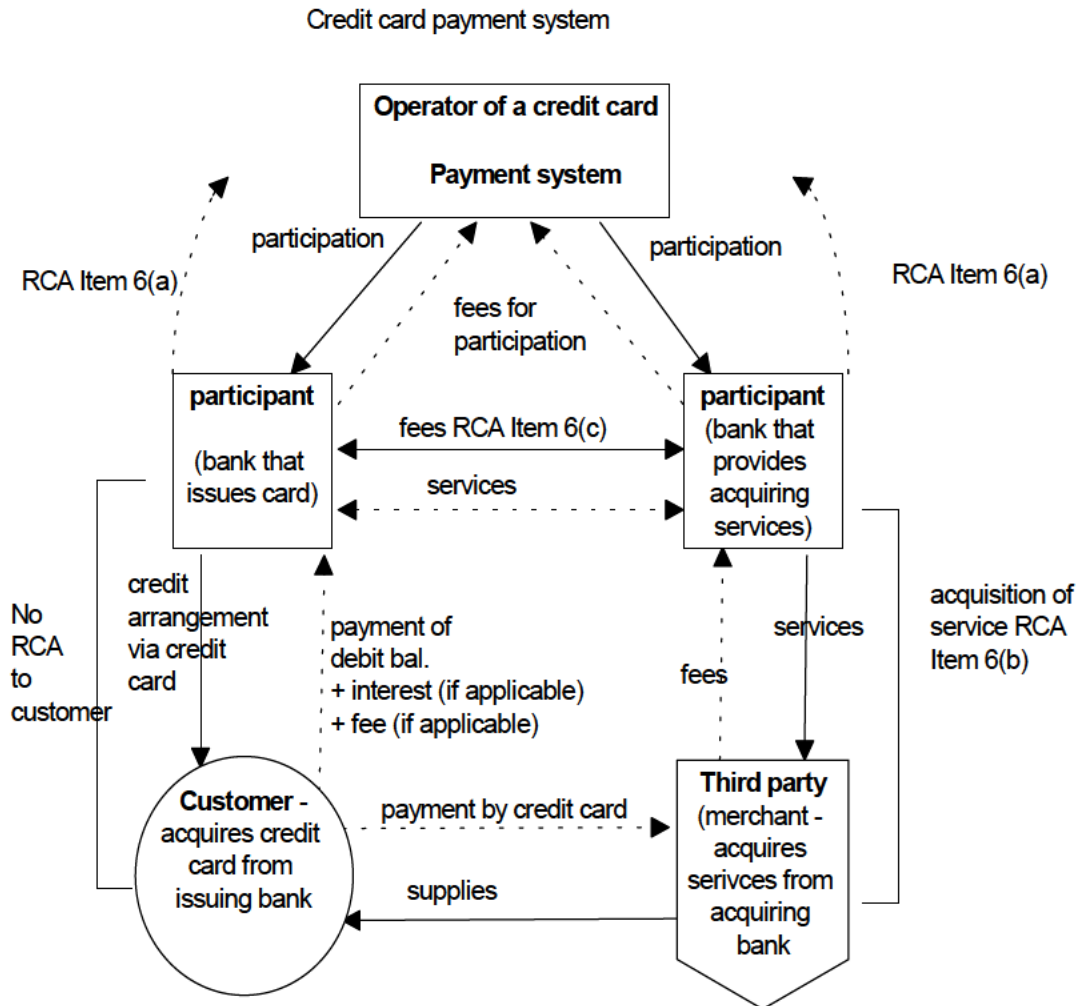 Credit card payment system
Operator of a credit card
Payment system
participation
participation
RCA Item 6(a)
RCA Item 6(a)
fees for
participation
participant
(bank that
issues card)
fees RCA Item 6(c)
services
participant
(bank that
provides
acquiring
services)
No
RCA
to
customer
credit
arrangement
via credit
card
payment of
debit bal.
+ interest (if applicable)
+ fee (if applicable)
fees
services
acquisition of
service RCA
Item 6(b)
Customer -
acquires credit
card from
issuing bank
payment by credit card
supplies
Third party
(merchant -
acquires
serivces from
acquiring
bank